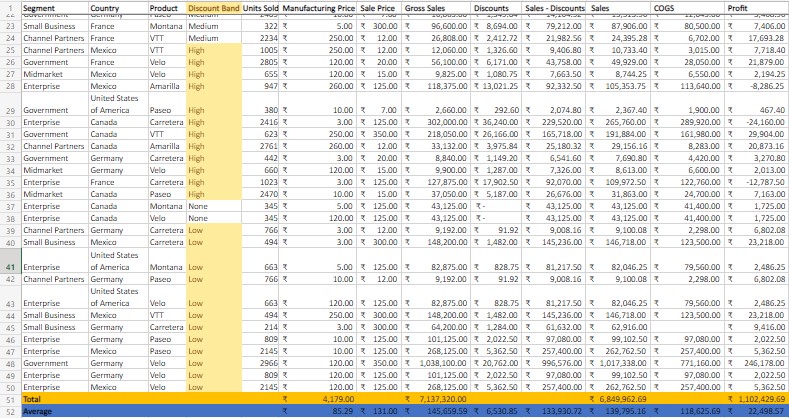 1 Segment Country Product Discount Band Units Sold Manufacturing Price Sale Price Gross Sales Discounts Sales - Discounts Sales COGS Profit
Small Business France Montana Medium 322 ₹ 5.00 ₹ 300.00 ₹ 96,600.00 ₹ 8,694.00 ₹ 79,212.00 ₹ 87,906.00 ₹ 80,500.00 ₹ 7,406.00
24 Channel Partners France VTT Medium 2234 ₹ 250.00 ₹ 12.00 ₹ 26,808.00 ₹ 2,412.72 ₹ 21,982.56 ₹ 24,395.28 ₹ 6,702.00 ₹ 17,693.28
25 Channel Partners Mexico VTT High 1005 ₹ 250.00 ₹ 12.00 ₹ 12,060.00 ₹ 1,326.60 ₹ 9,406.80 ₹ 10,733.40 ₹ 3,015.00 ₹ 7,718.40
26 Government France Velo High 2805 ₹ 120.00 ₹ 20.00 ₹ 56,100.00 ₹ 6,171.00 ₹ 43,758.00 ₹ 49,929.00 ₹ 28,050.00 ₹ 21,879.00
27 Midmarket Mexico Velo High 655 ₹ 120.00 ₹ 15.00 ₹ 9,825.00 ₹ 1,080.75 ₹ 7,663.50 ₹ 8,744.25 ₹ 6,550.00 ₹ 2,194.25
28 Enterprise Mexico Amarilla High 947 ₹ 260.00 ₹ 125.00 ₹ 118,375.00 ₹ 13,021.25 ₹ 92,332.50 ₹ 105,353.75 ₹ 113,640.00 ₹ -8,286.25
29 Government United States of America Paseo High 380 ₹ 10.00 ₹ 7.00 ₹ 2,660.00 ₹ 292.60 ₹ 2,074.80 ₹ 2,367.40 ₹ 1,900.00 ₹ 467.40
30 Enterprise Canada Carretera High 2416 ₹ 3.00 ₹ 125.00 ₹ 302,000.00 ₹ 36,240.00 ₹ 229,520.00 ₹ 265,760.00 ₹ 289,920.00 ₹ -24,160.00
31 Government Canada VTT High 623 ₹ 250.00 ₹ 350.00 ₹ 218,050.00 ₹ 26,166.00 ₹ 165,718.00 ₹ 191,884.00 ₹ 161,980.00 ₹ 29,904.00
32 Channel Partners Canada Amarilla High 2761 ₹ 260.00 ₹ 12.00 ₹ 33,132.00 ₹ 3,975.84 ₹ 25,180.32 ₹ 29,156.16 ₹ 8,283.00 ₹ 20,873.16
33 Government Germany Carretera High 442 ₹ 3.00 ₹ 20.00 ₹ 8,840.00 ₹ 1,149.20 ₹ 6,541.60 ₹ 7,690.80 ₹ 4,420.00 ₹ 3,270.80
34 Midmarket Germany Velo High 660 ₹ 120.00 ₹ 15.00 ₹ 9,900.00 ₹ 1,287.00 ₹ 7,326.00 ₹ 8,613.00 ₹ 6,600.00 ₹ 2,013.00
35 Enterprise France Carretera High 1023 ₹ 3.00 ₹ 125.00 ₹ 127,875.00 ₹ 17,902.50 ₹ 92,070.00 ₹ 109,972.50 ₹ 122,760.00 ₹ -12,787.50
36 Midmarket Mexico Paseo High 2470 ₹ 10.00 ₹ 15.00 ₹ 37,050.00 ₹ 5,187.00 ₹ 26,676.00 ₹ 31,863.00 ₹ 24,700.00 ₹ 7,163.00
37 Enterprise Canada Montana None 345 ₹ 5.00 ₹ 125.00 ₹ 43,125.00 ₹ - ₹ 43,125.00 ₹ 43,125.00 ₹ 41,400.00 ₹ 1,725.00
38 Enterprise Canada Velo None 345 ₹ 120.00 ₹ 125.00 ₹ 43,125.00 ₹ - ₹ 43,125.00 ₹ 43,125.00 ₹ 41,400.00 ₹ 1,725.00
39 Channel Partners Germany Carretera Low 766 ₹ 3.00 ₹ 12.00 ₹ 9,192.00 ₹ 91.92 ₹ 9,008.16 ₹ 9,100.08 ₹ 2,298.00 ₹ 6,802.08
40 Small Business Mexico Carretera Low 494 ₹ 3.00 ₹ 300.00 ₹ 148,200.00 ₹ 1,482.00 ₹ 145,236.00 ₹ 146,718.00 ₹ 123,500.00 ₹ 23,218.00
41 Enterprise United States of America Montana Low 663 ₹ 5.00 ₹ 125.00 ₹ 82,875.00 ₹ 828.75 ₹ 81,217.50 ₹ 82,046.25 ₹ 79,560.00 ₹ 2,486.25
42 Channel Partners Germany Paseo Low 766 ₹ 10.00 ₹ 12.00 ₹ 9,192.00 ₹ 91.92 ₹ 9,008.16 ₹ 9,100.08 ₹ 2,298.00 ₹ 6,802.08
43 Enterprise United States of America Velo Low 663 ₹ 120.00 ₹ 125.00 ₹ 82,875.00 ₹ 828.75 ₹ 81,217.50 ₹ 82,046.25 ₹ 79,560.00 ₹ 2,486.25
44 Small Business Mexico VTT Low 494 ₹ 250.00 ₹ 300.00 ₹ 148,200.00 ₹ 1,482.00 ₹ 145,236.00 ₹ 146,718.00 ₹ 123,500.00 ₹ 23,218.00
45 Small Business Germany Carretera Low 214 ₹ 3.00 ₹ 300.00 ₹ 64,200.00 ₹ 1,284.00 ₹ 61,632.00 ₹ 62,916.00 ₹ 9,416.00
46 Enterprise Germany Paseo Low 809 ₹ 10.00 ₹ 125.00 ₹ 101,125.00 ₹ 2,022.50 ₹ 97,080.00 ₹ 99,102.50 ₹ 97,080.00 ₹ 2,022.50
47 Enterprise Mexico Paseo Low 2145 ₹ 10.00 ₹ 125.00 ₹ 268,125.00 ₹ 5,362.50 ₹ 257,400.00 ₹ 262,762.50 ₹ 257,400.00 ₹ 5,362.50
48 Government Germany Velo Low 2966 ₹ 120.00 ₹ 350.00 ₹ 1,038,100.00 ₹ 20,762.00 ₹ 996,576.00 ₹ 1,017,338.00 ₹ 771,160.00 ₹ 246,178.00
49 Enterprise Germany Velo Low 809 ₹ 120.00 ₹ 125.00 ₹ 101,125.00 ₹ 2,022.50 ₹ 97,080.00 ₹ 99,102.50 ₹ 97,080.00 ₹ 2,022.50
50 Enterprise Mexico Velo Low 2145 ₹ 120.00 ₹ 125.00 ₹ 268,125.00 ₹ 5,362.50 ₹ 257,400.00 ₹ 262,762.50 ₹ 257,400.00 ₹ 5,362.50
51 Total ₹ 4,179.00 ₹ 7,137,320.00 ₹ 6,849,962.69 ₹ 1,102,429.69
52 Average ₹ 85.29 ₹ 131.00 ₹ 145,659.59 ₹ 6,530.85 ₹ 133,930.72 ₹ 139,795.16 ₹ 118,625.69 ₹ 22,498.57